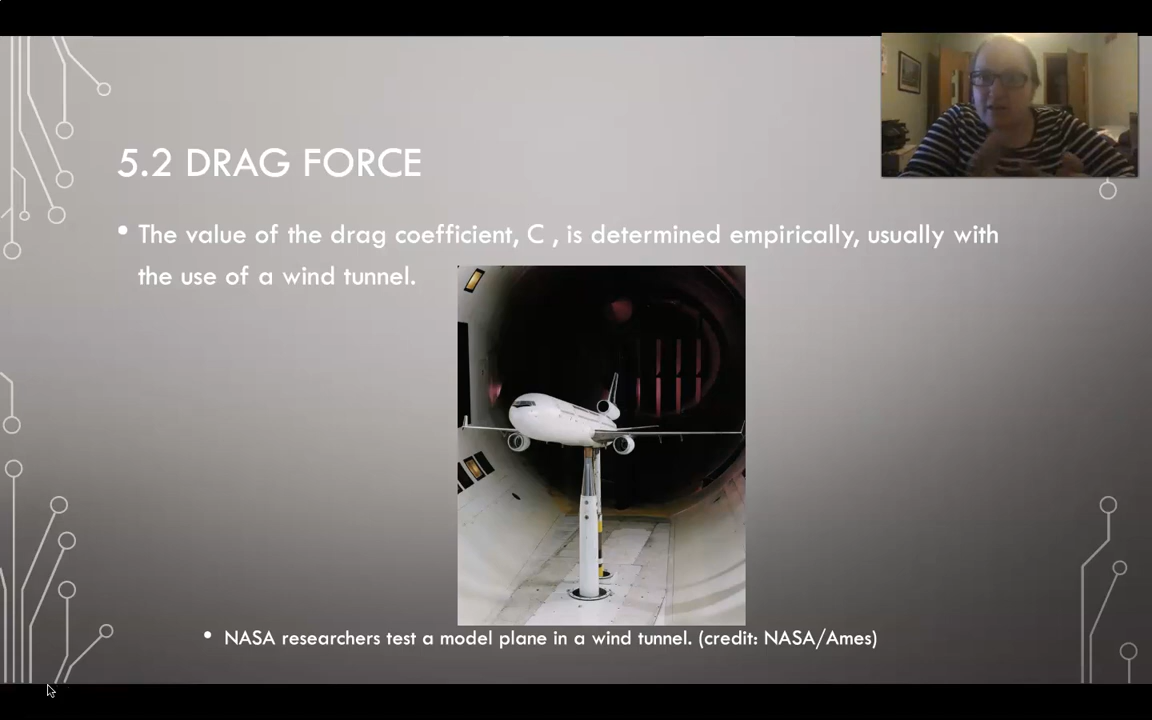 5.2 DRAG FORCE
• The value of the drag coefficient, C , is determined empirically, usually with
the use of a wind tunnel.
• NASA researchers test a model plane in a wind tunnel. (credit: NASA/Ames)